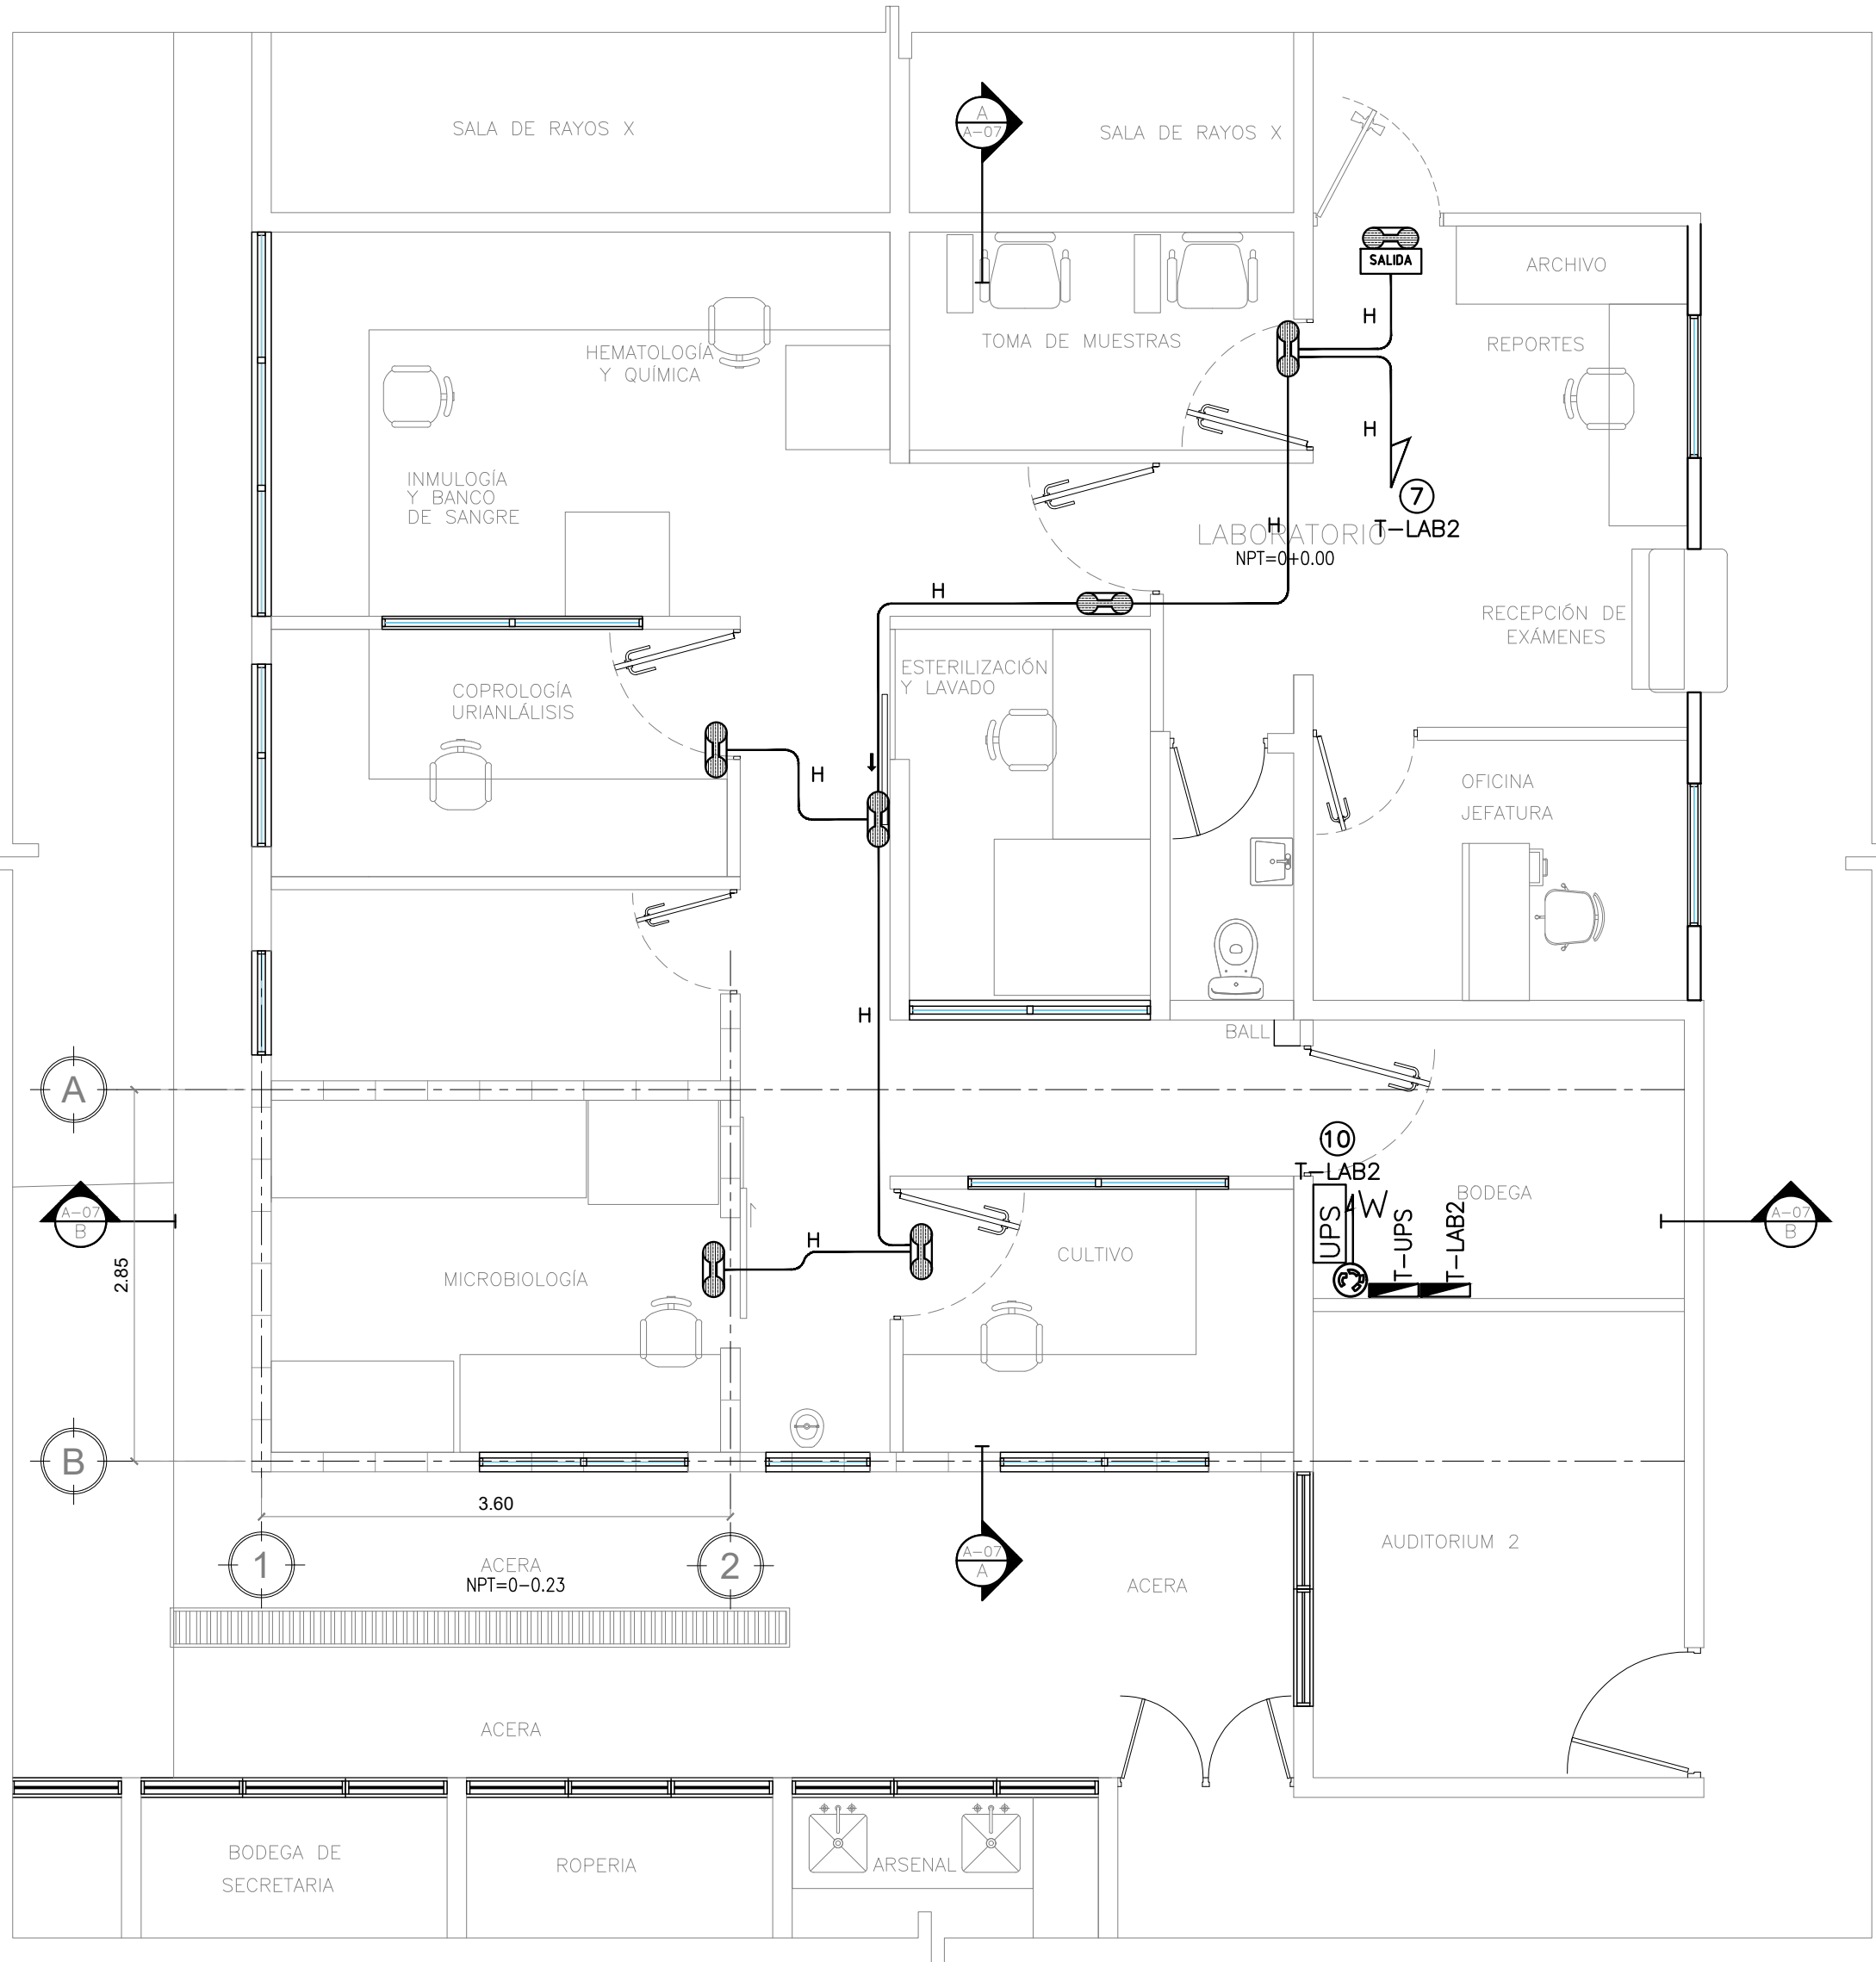 SALA DE RAYOS X
SALA DE RAYOS X
A
A-07
SALIDA
ARCHIVO
H
TOMA DE MUESTRAS
REPORTES
HEMATOLOGÍA
Y QUÍMICA
H
INMULOGÍA
Y BANCO
DE SANGRE
7
T-LAB2
H
LABORATORIO
NPT=0+0.00
H
RECEPCIÓN DE
EXÁMENES
ESTERILIZACIÓN
Y LAVADO
COPROLOGÍA
URIANLÁLISIS
H
OFICINA
JEFATURA
H
BALL
A
10
T-LAB2
BODEGA
UPS
W
T-UPS
T-LAB2
A-07
B
A-07
B
2.85
H
CULTIVO
MICROBIOLOGÍA
B
3.60
1
2
ACERA
NPT=0-0.23
A-07
A
ACERA
AUDITORIUM 2
ACERA
BODEGA DE
SECRETARIA
ROPERIA
ARSENAL